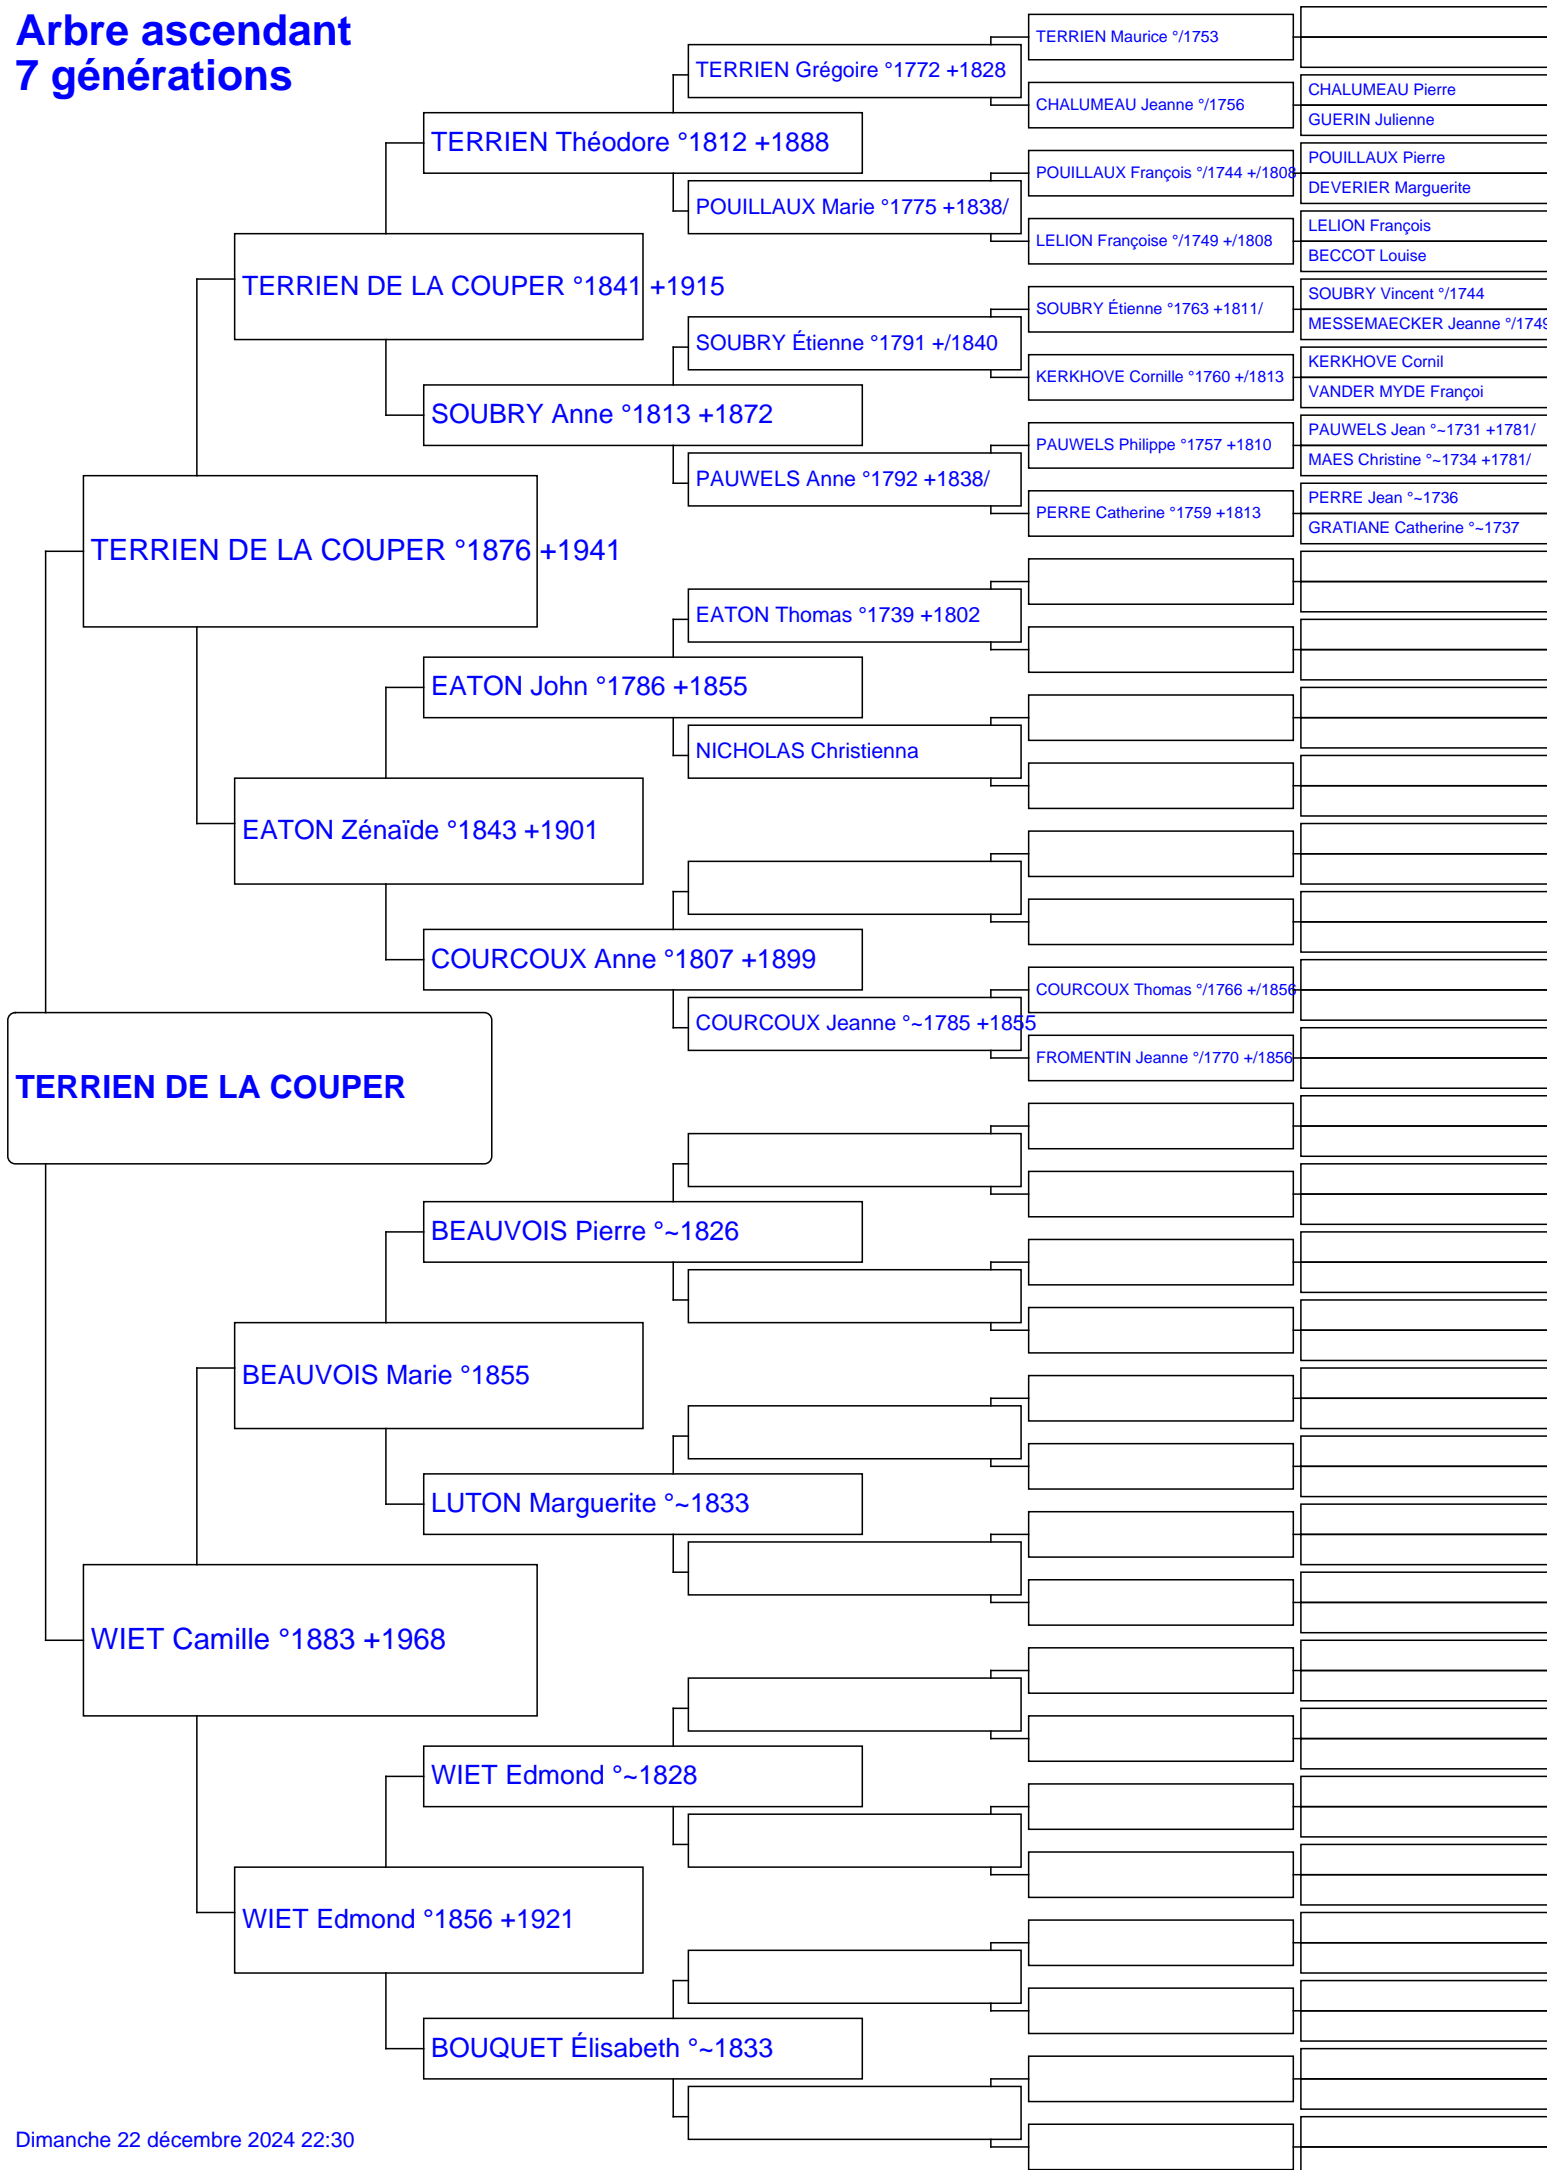 Arbre ascendant
7 générations
TERRIEN DE LA COUPER
TERRIEN DE LA COUPER °1876 +1941
WIET Camille °1883 +1968
TERRIEN DE LA COUPER °1841 +1915
EATON Zénaïde °1843 +1901
BEAUVOIS Marie °1855
WIET Edmond °1856 +1921
TERRIEN Théodore °1812 +1888
SOUBRY Anne °1813 +1872
EATON John °1786 +1855
COURCOUX Anne °1807 +1899
BEAUVOIS Pierre °~1826
LUTON Marguerite °~1833
WIET Edmond °~1828
BOUQUET Élisabeth °~1833
TERRIEN Grégoire °1772 +1828
POUILLAUX Marie °1775 +1838/
SOUBRY Étienne °1791 +/1840
PAUWELS Anne °1792 +1838/
EATON Thomas °1739 +1802
NICHOLAS Christienna
COURCOUX Jeanne °~1785 +1855
TERRIEN Maurice °/1753
CHALUMEAU Jeanne °/1756
POUILLAUX François °/1744 +/1808
LELION Françoise °/1749 +/1808
SOUBRY Étienne °1763 +1811/
KERKHOVE Cornille °1760 +/1813
PAUWELS Philippe °1757 +1810
PERRE Catherine °1759 +1813
COURCOUX Thomas °/1766 +/1856
FROMENTIN Jeanne °/1770 +/1856
CHALUMEAU Pierre
GUERIN Julienne
POUILLAUX Pierre
DEVERIER Marguerite
LELION François
BECCOT Louise
SOUBRY Vincent °/1744
MESSEMAECKER Jeanne °/1749
KERKHOVE Cornil
VANDER MYDE Françoi
PAUWELS Jean °~1731 +1781/
MAES Christine °~1734 +1781/
PERRE Jean °~1736
GRATIANE Catherine °~1737
Dimanche 22 décembre 2024 22:30